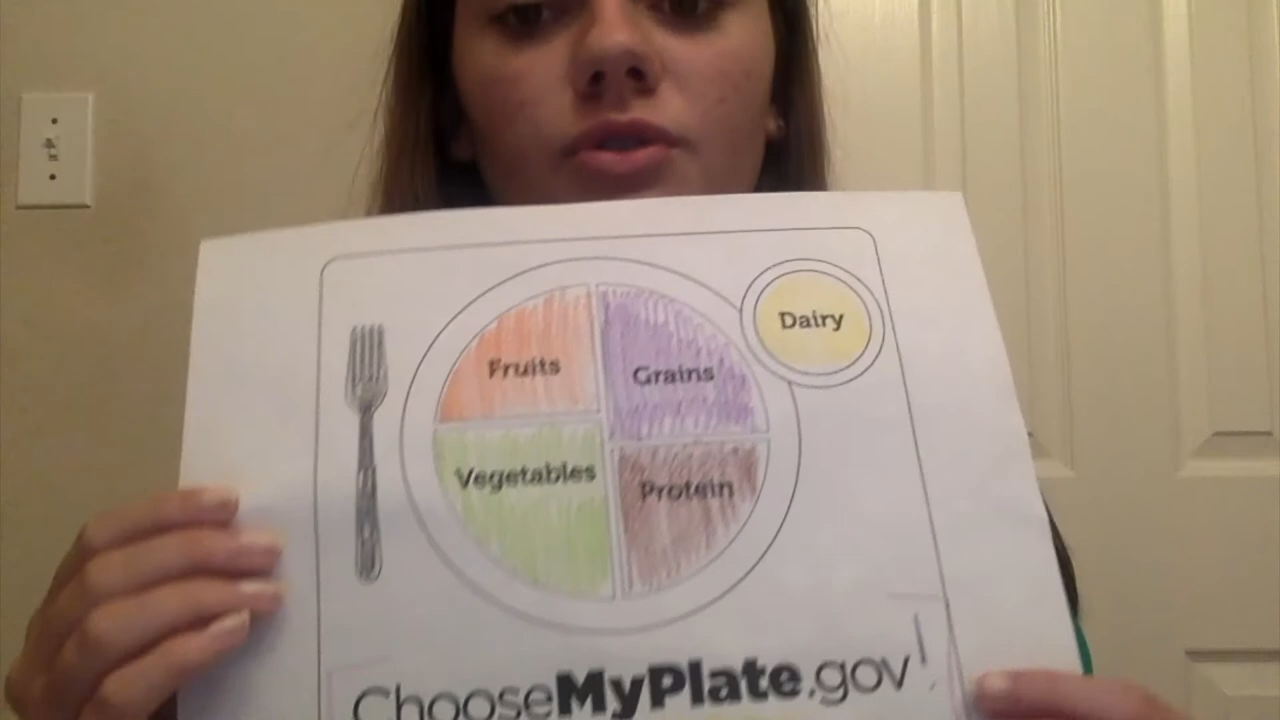 Dairy
Fruits
Grains
Vegetables
Protein
ChooseMyPlate.gov!